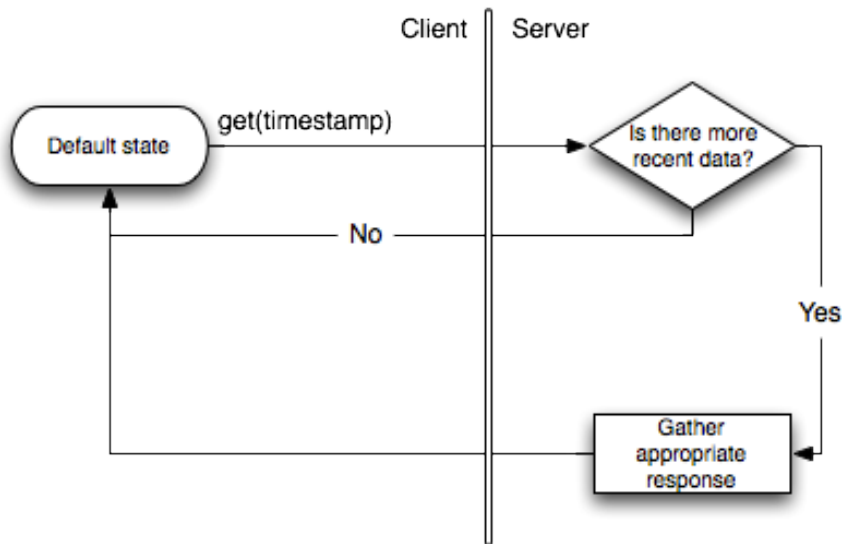 Client
Server
Default state
get(timestamp)
Is there more
recent data?
No
Yes
Gather
appropriate
response